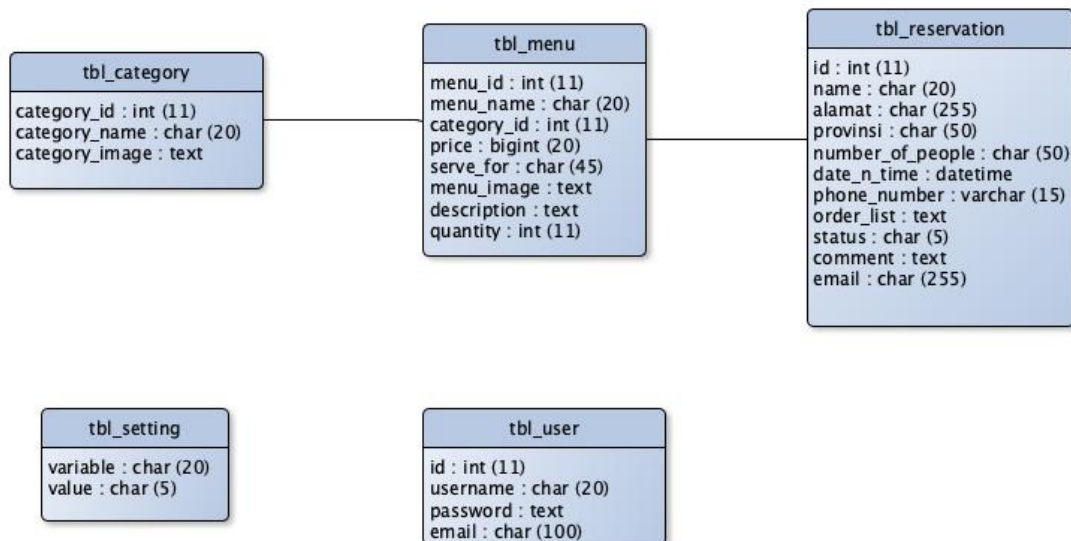 tbl_category
category_id : int (11)
category_name : char (20)
category_image : text
tbl_menu
menu_id : int (11)
menu_name : char (20)
category_id : int (11)
price : bigint (20)
serve_for : char (45)
menu_image : text
description : text
quantity : int (11)
tbl_reservation
id : int (11)
name : char (20)
alamat : char (255)
provinsi : char (50)
number_of_people : char (50)
date_n_time : datetime
phone_number : varchar (15)
order_list : text
status : char (5)
comment : text
email : char (255)
tbl_setting
variable : char (20)
value : char (5)
tbl_user
id : int (11)
username : char (20)
password : text
email : char (100)